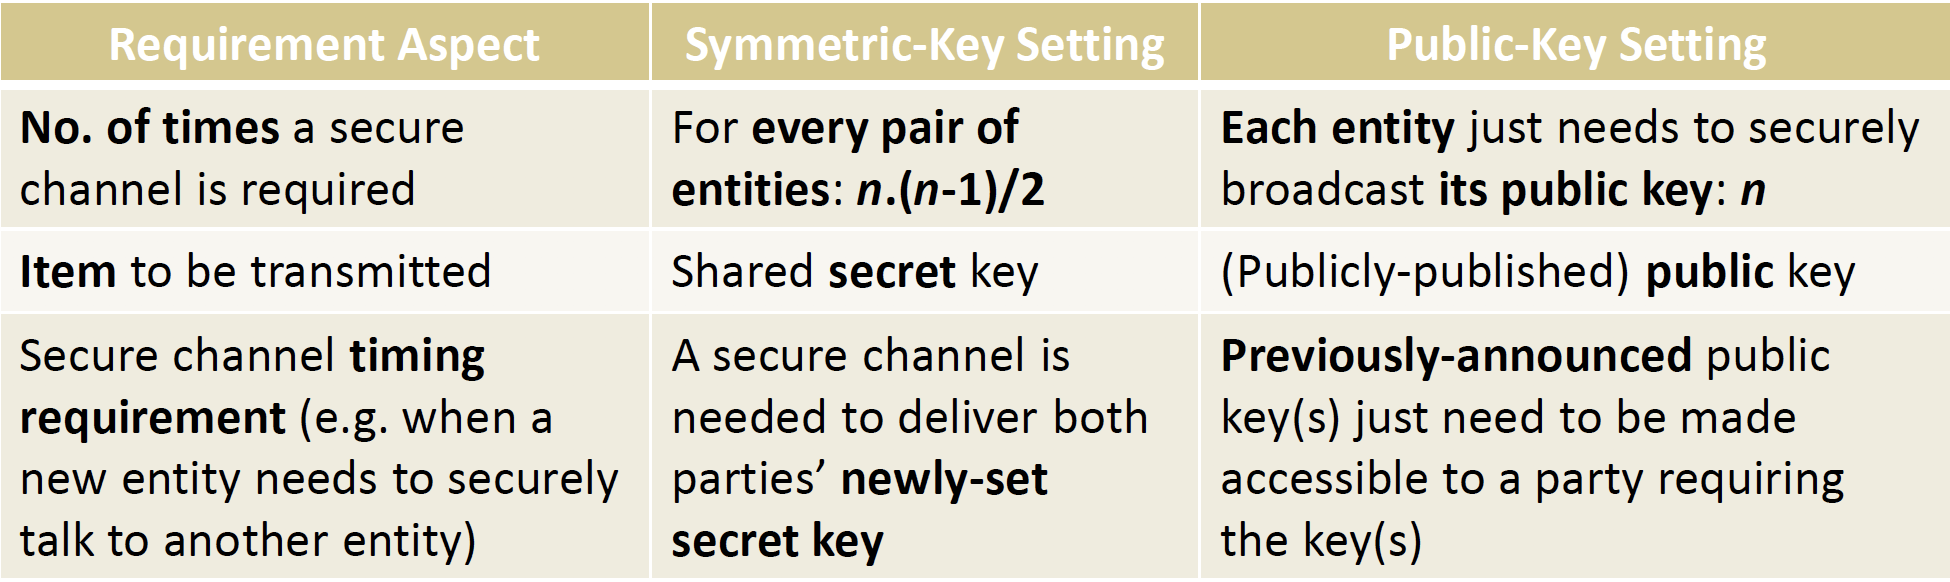 Requirement Aspect
Symmetric-Key Setting
Public-Key Setting
No. of times a secure
channel is required
For every pair of
entities: n.(n-1)/2
Each entity just needs to securely
broadcast its public key: n
Item to be transmitted
Shared secret key
(Publicly-published) public key
Secure channel timing
requirement (e.g. when a
new entity needs to securely
talk to another entity)
A secure channel is
needed to deliver both
parties’ newly-set
secret key
Previously-announced public
key(s) just need to be made
accessible to a party requiring
the key(s)